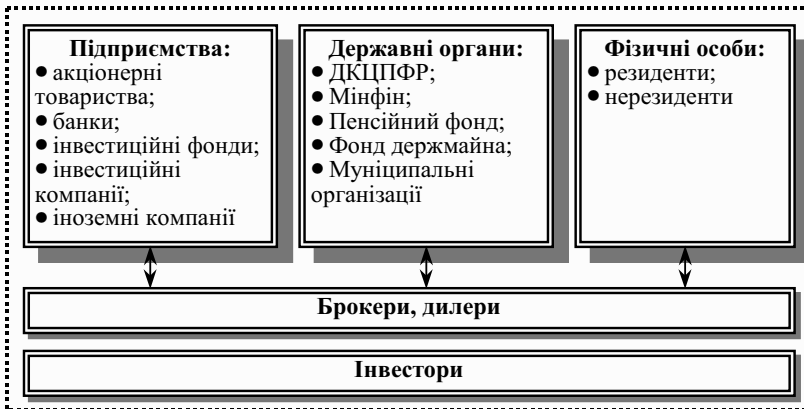 Підприємства:
● акціонерні
товариства;
● банки;
● інвестиційні фонди;
● інвестиційні
компанії;
● іноземні компанії
Державні органи:
● ДКЦПФР;
● Мінфін;
● Пенсійний фонд;
● Фонд держмайна;
● Муніципальні
організації
Фізичні особи:
● резиденти;
● нерезиденти
Брокери, дилери
Інвестори